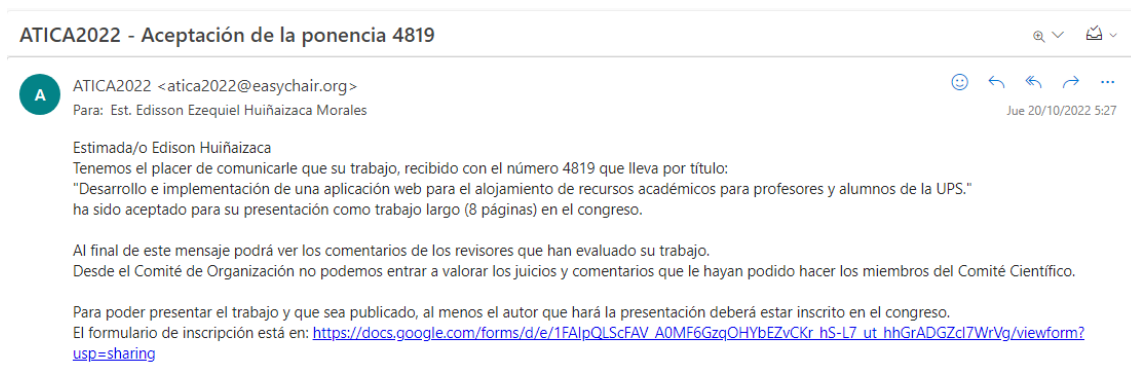 ATICA2022 - Aceptación de la ponencia 4819
A
ATICA2022 <atica2022@easychair.org>
Para: Est. Edisson Ezequiel Huiñaizaca Morales
Jue 20/10/2022 5:27
Estimada/o Edison Huiñaizaca
Tenemos el placer de comunicarle que su trabajo, recibido con el número 4819 que lleva por título:
"Desarrollo e implementación de una aplicación web para el alojamiento de recursos académicos para profesores y alumnos de la UPS."
ha sido aceptado para su presentación como trabajo largo (8 páginas) en el congreso.
Al final de este mensaje podrá ver los comentarios de los revisores que han evaluado su trabajo.
Desde el Comité de Organización no podemos entrar a valorar los juicios y comentarios que le hayan podido hacer los miembros del Comité Científico.
Para poder presentar el trabajo y que sea publicado, al menos el autor que hará la presentación deberá estar inscrito en el congreso.
El formulario de inscripción está en: https://docs.google.com/forms/d/e/1FAIpQLScFAV_A0MF6GzqOHYbEZvCKr_hS-L7_ut_hhGrADGZcI7WrVg/viewform?
usp=sharing